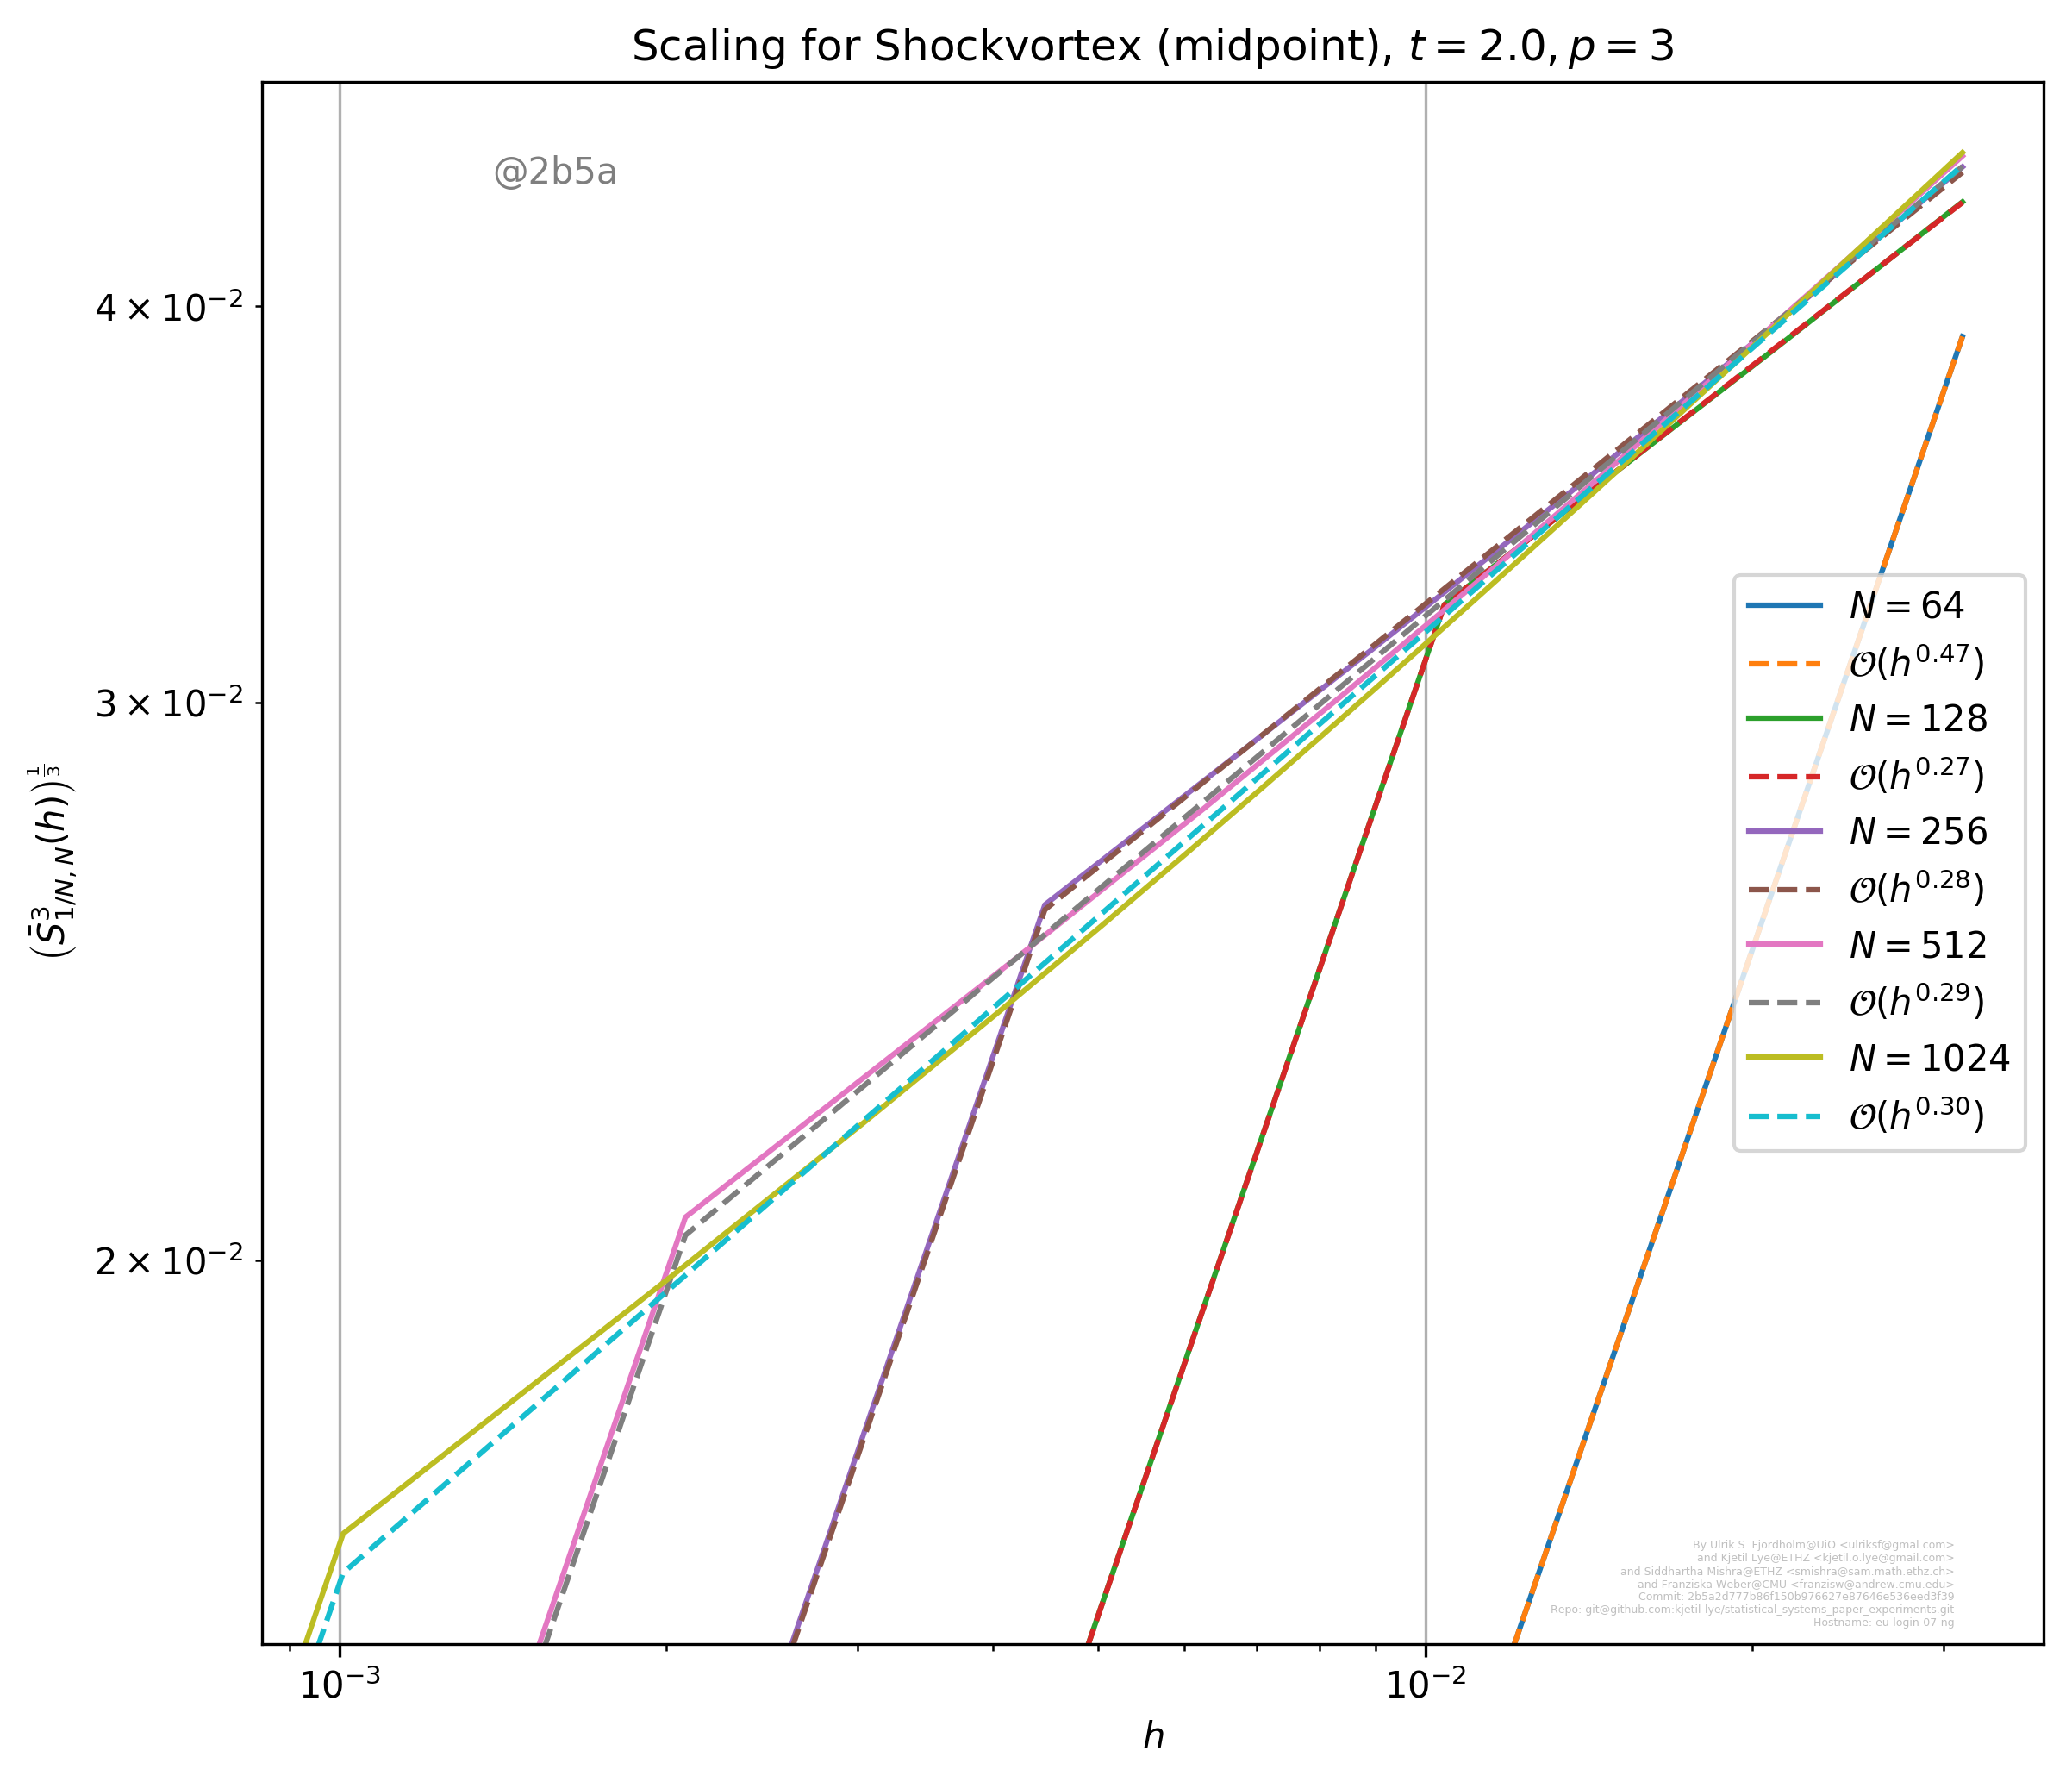 Scaling for Shockvortex (midpoint), t = 2.0, p = 3
@2b5a
4 × 10⁻²
3 × 10⁻²
2 × 10⁻²
(S̄³₁/N,N(h))^(1/3)
N = 64
𝒪(h^0.47)
N = 128
𝒪(h^0.27)
N = 256
𝒪(h^0.28)
N = 512
𝒪(h^0.29)
N = 1024
𝒪(h^0.30)
By Ulrik S. Fjordholm@UiO <ulriksf@gmal.com>
and Kjetil Lye@ETHZ <kjetil.o.lye@gmail.com>
and Siddhartha Mishra@ETHZ <smishra@sam.math.ethz.ch>
and Franziska Weber@CMU <franzisw@andrew.cmu.edu>
Commit: 2b5a2d777b86f150b976627e87646e536eed3f39
Repo: git@github.com:kjetil-lye/statistical_systems_paper_experiments.git
Hostname: eu-login-07-ng
10⁻³
10⁻²
h